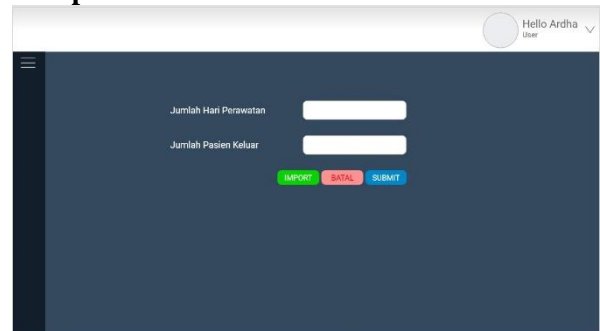 Hello Ardha
User
Jumlah Hari Perawatan
Jumlah Pasien Keluar
IMPORT BATAL SUBMIT